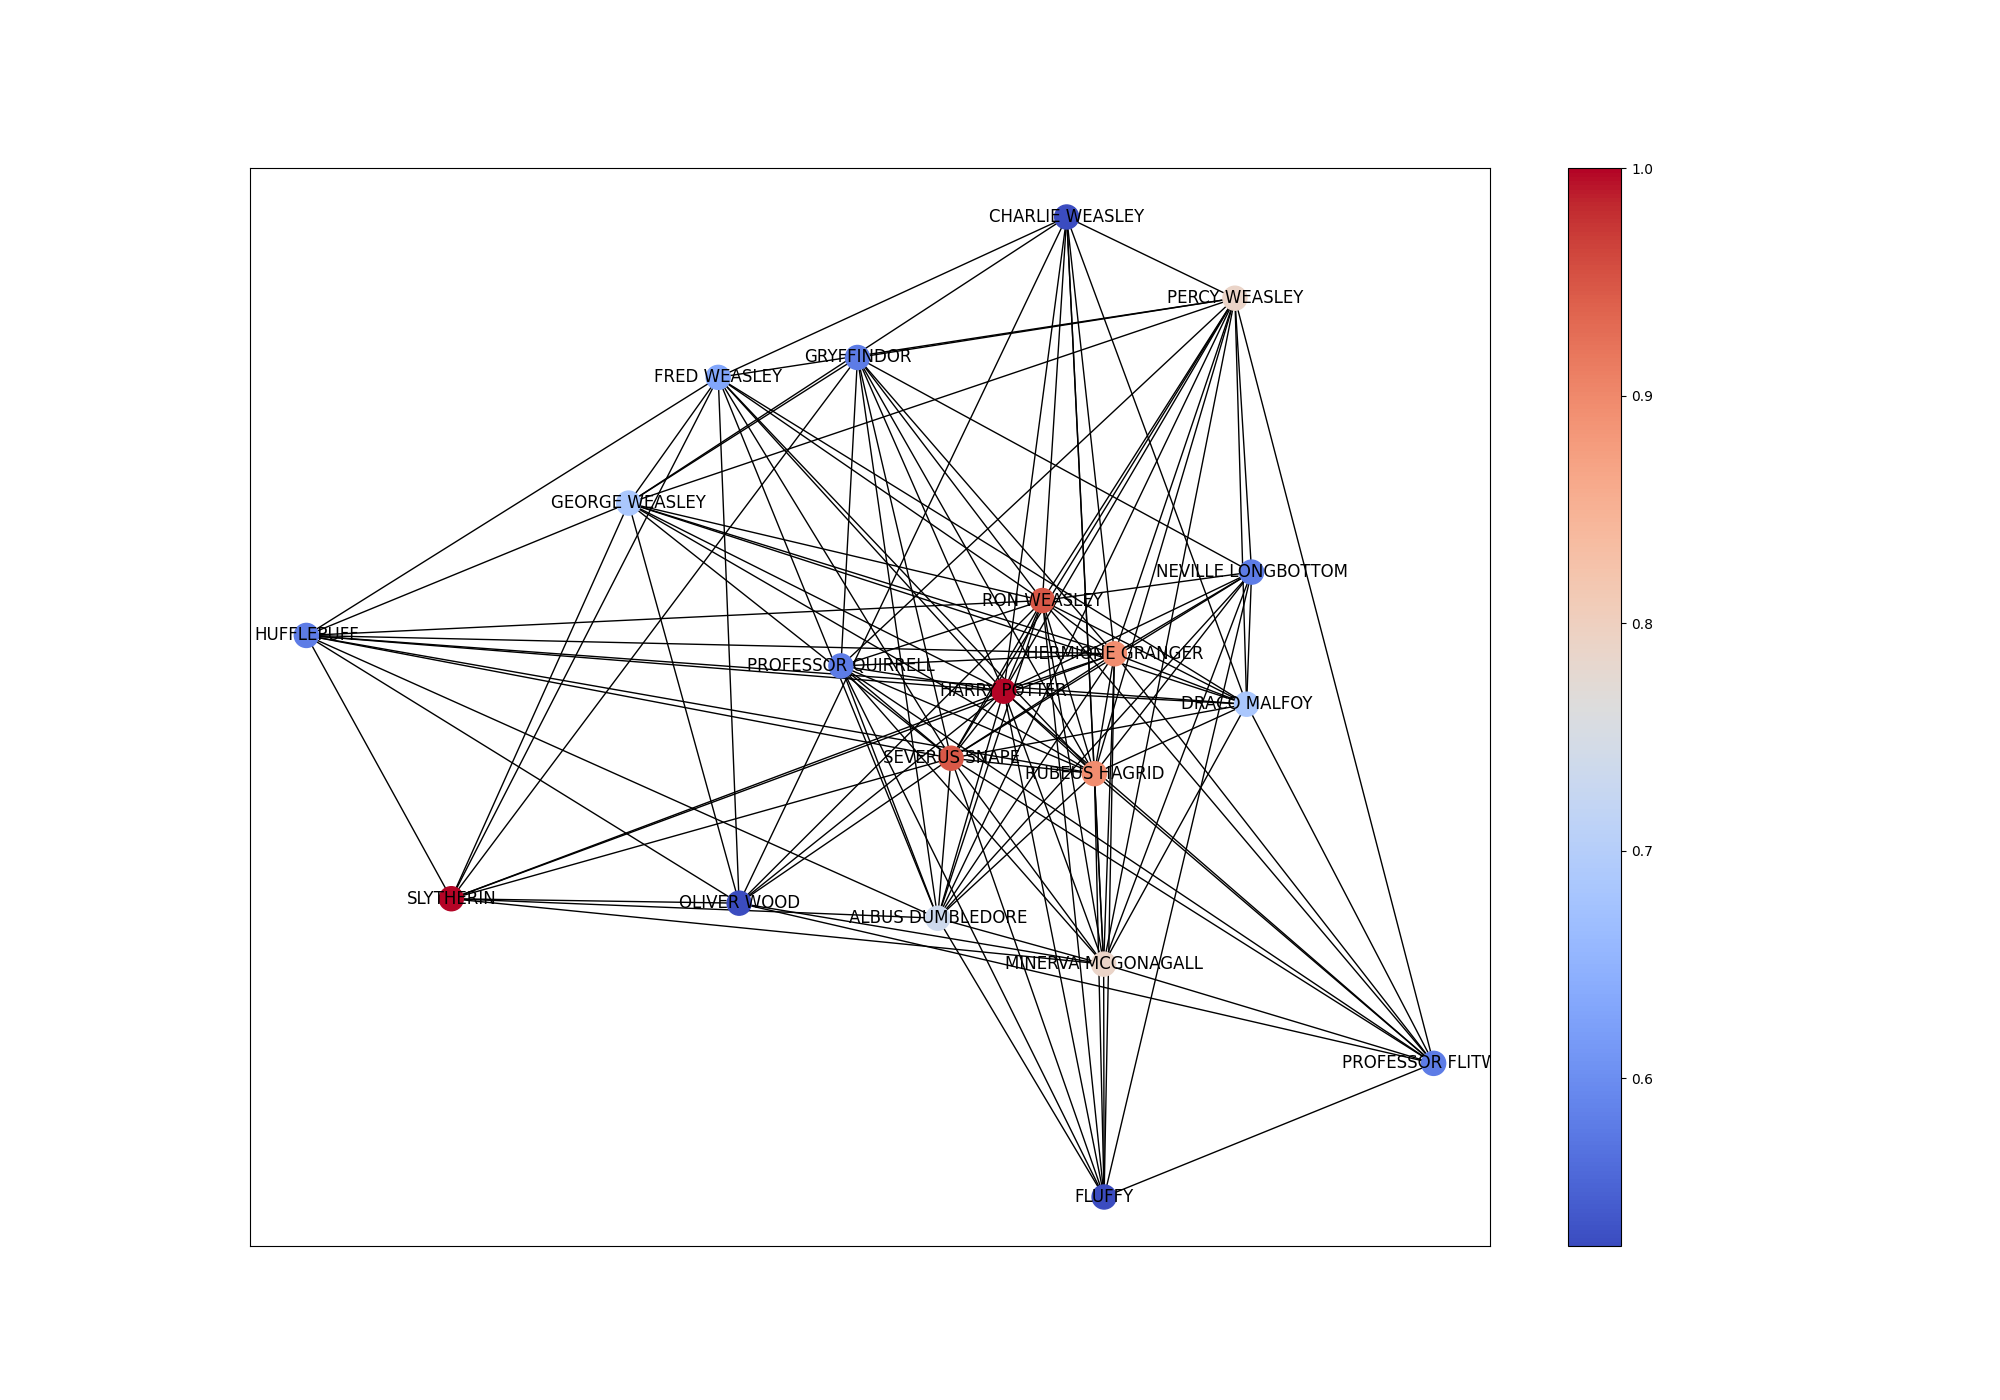 CHARLIE WEASLEY
PERCY WEASLEY
GRYFFINDOR
FRED WEASLEY
GEORGE WEASLEY
NEVILLE LONGBOTTOM
RON WEASLEY
HUFFLEPUFF
HERMIONE GRANGER
PROFESSOR QUIRRELL
HARRY POTTER
DRACO MALFOY
SEVERUS SNAPE
RUBEUS HAGRID
SLYTHERIN
OLIVER WOOD
ALBUS DUMBLEDORE
MINERVA MCGONAGALL
PROFESSOR FLITW
FLUFFY
1.0
0.9
0.8
0.7
0.6